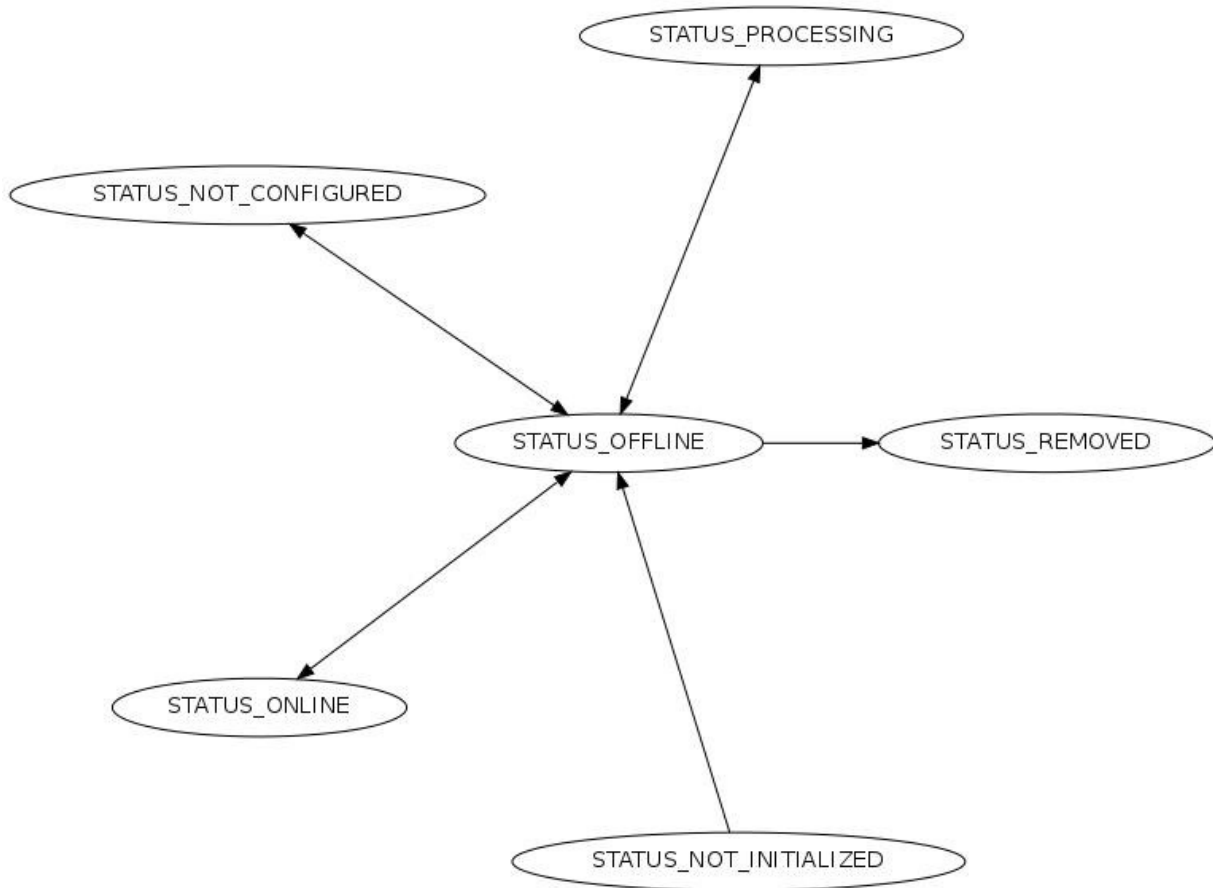 STATUS_PROCESSING
STATUS_NOT_CONFIGURED
STATUS_OFFLINE
STATUS_REMOVED
STATUS_ONLINE
STATUS_NOT_INITIALIZED